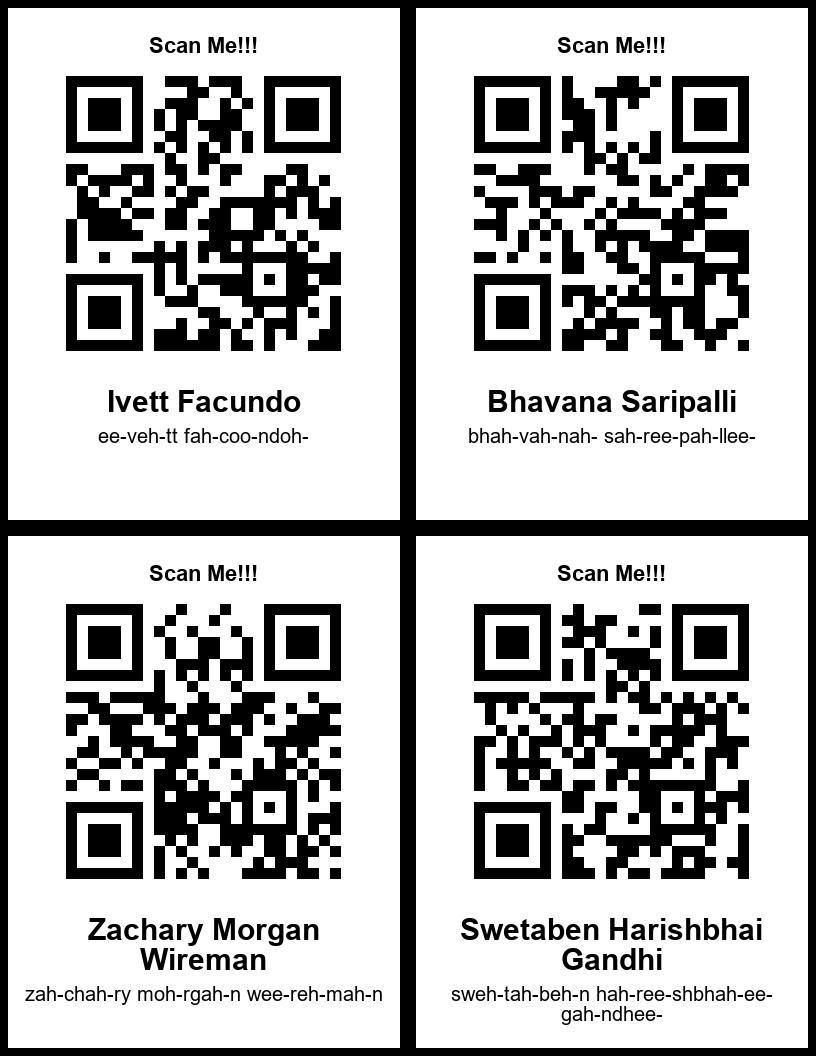 Scan Me!!!
Ivett Facundo
ee-veh-tt fah-coo-ndoh-
Scan Me!!!
Bhavana Saripalli
bhah-vah-nah- sah-ree-pah-llee-
Scan Me!!!
Zachary Morgan
Wireman
zah-chah-ry moh-rgah-n wee-reh-mah-n
Scan Me!!!
Swetaben Harishbhai
Gandhi
sweh-tah-beh-n hah-ree-shbhah-ee-
gah-ndhee-